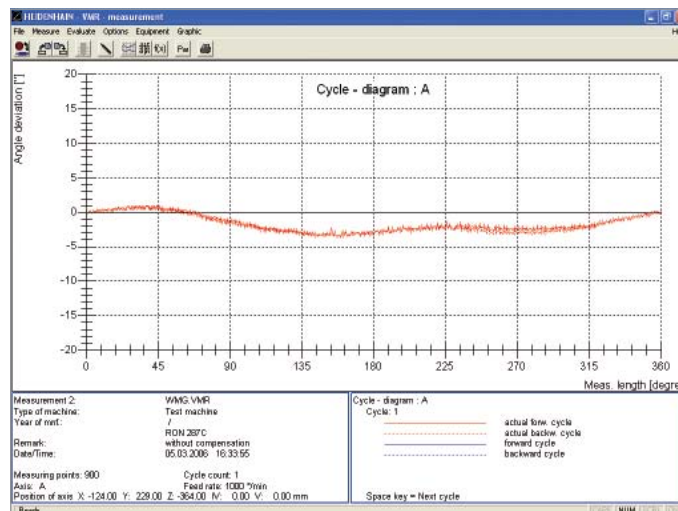 HEIDENHAIN - VMR - measurement
File Measure Evaluate Options Equipment Graphic
f(x) Par
Cycle - diagram : A
Angle deviation ["]
20
15
10
5
0
-5
-10
-15
-20
0 45 90 135 180 225 270 315 360
Meas. length [degre
Measurement 2: WMG.VMR
Type of machine: Test machine
Year of mnf.: /
RON 287C
Remark: without compensation
Date/Time: 05.03.2006 16:33:55
Measuring points: 900 Cycle count: 1
Axis: A Feed rate: 1000 °/min
Position of axis X: -124.00 Y: 229.00 Z: -364.00 W: 0.00 V: 0.00 mm
Cycle - diagram : A
Cycle: 1
actual forw. cycle
actual backw. cycle
forward cycle
backward cycle
Space key = Next cycle
NUM